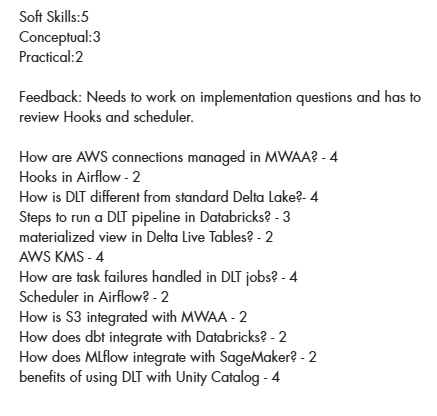 Soft Skills:5
Conceptual:3
Practical:2
Feedback: Needs to work on implementation questions and has to
review Hooks and scheduler.
How are AWS connections managed in MWAA? - 4
Hooks in Airflow - 2
How is DLT different from standard Delta Lake?- 4
Steps to run a DLT pipeline in Databricks? - 3
materialized view in Delta Live Tables? - 2
AWS KMS - 4
How are task failures handled in DLT jobs? - 4
Scheduler in Airflow? - 2
How is S3 integrated with MWAA - 2
How does dbt integrate with Databricks? - 2
How does MLflow integrate with SageMaker? - 2
benefits of using DLT with Unity Catalog - 4